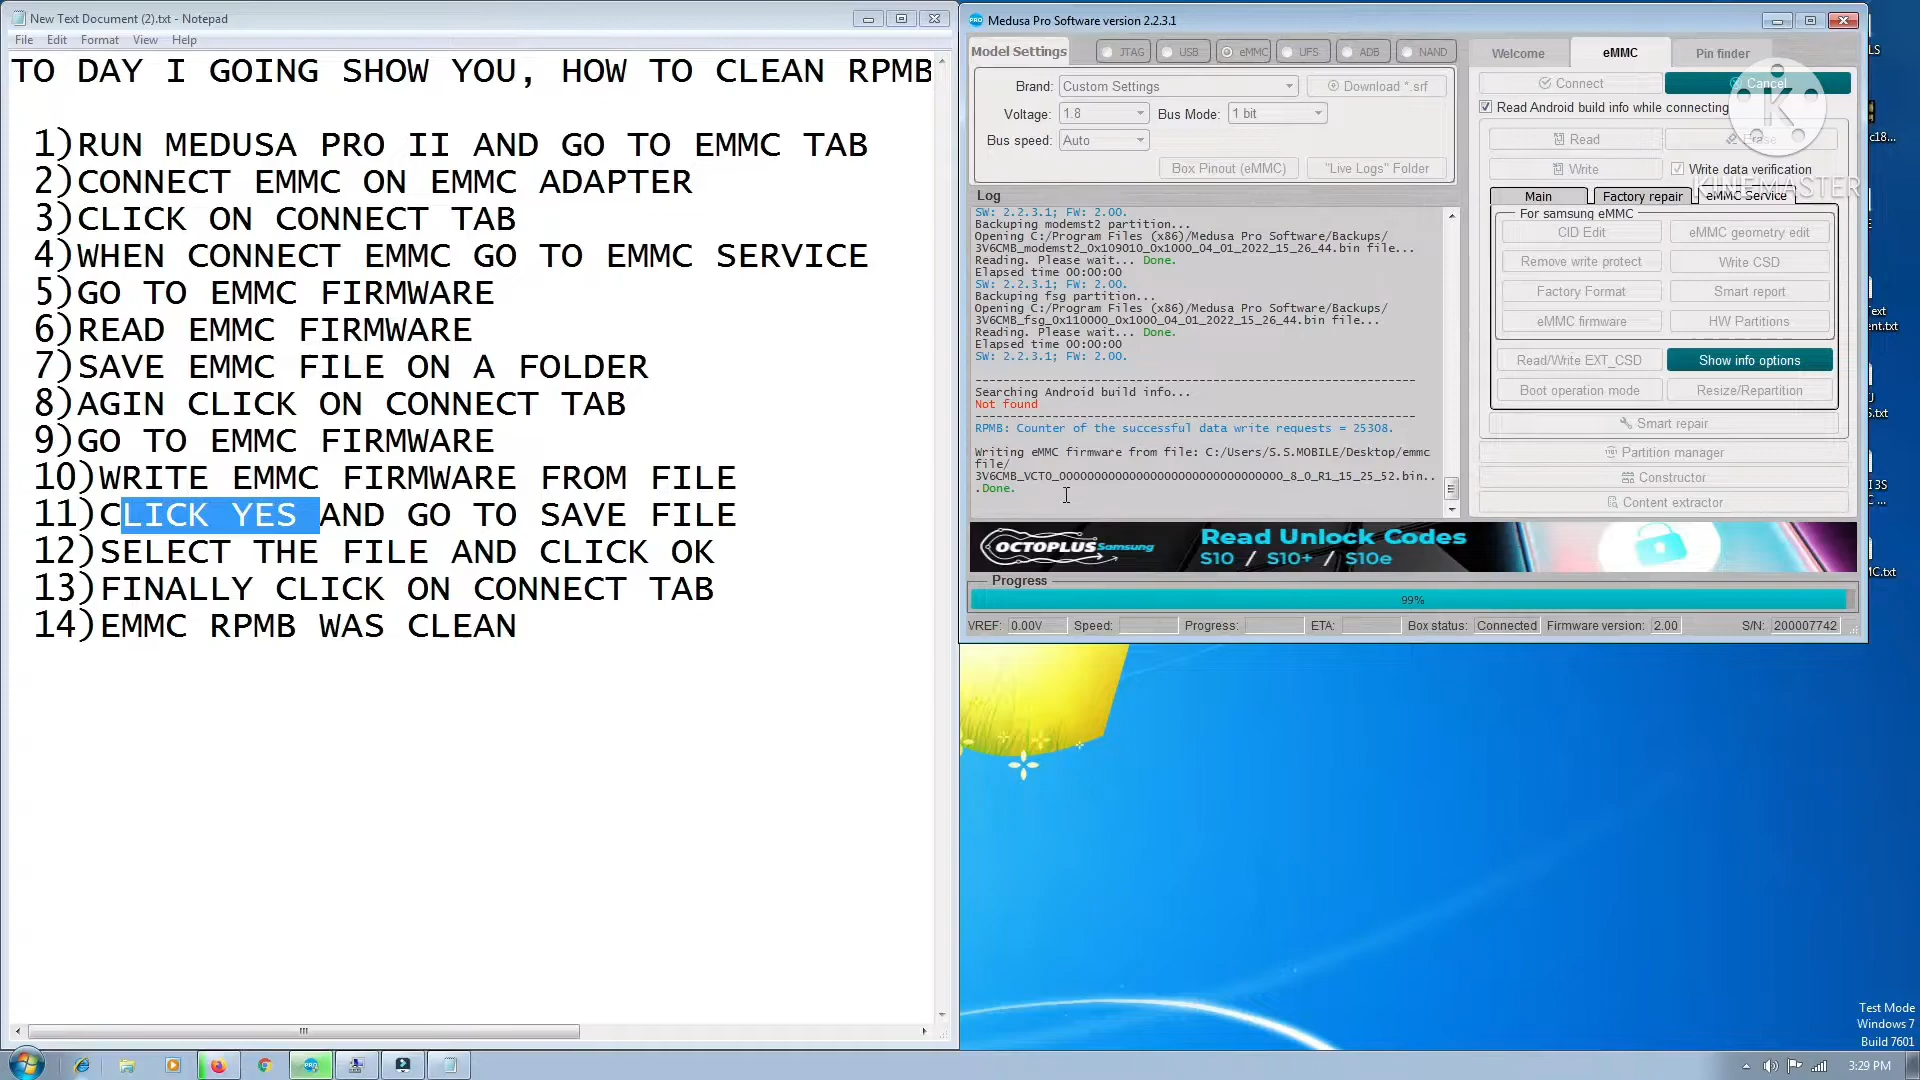 New Text Document (2).txt - Notepad
File Edit Format View Help
TO DAY I GOING SHOW YOU, HOW TO CLEAN RPMB
1)RUN MEDUSA PRO II AND GO TO EMMC TAB
2)CONNECT EMMC ON EMMC ADAPTER
3)CLICK ON CONNECT TAB
4)WHEN CONNECT EMMC GO TO EMMC SERVICE
5)GO TO EMMC FIRMWARE
6)READ EMMC FIRMWARE
7)SAVE EMMC FILE ON A FOLDER
8)AGIN CLICK ON CONNECT TAB
9)GO TO EMMC FIRMWARE
10)WRITE EMMC FIRMWARE FROM FILE
11)CLICK YES AND GO TO SAVE FILE
12)SELECT THE FILE AND CLICK OK
13)FINALLY CLICK ON CONNECT TAB
14)EMMC RPMB WAS CLEAN
Medusa Pro Software version 2.2.3.1
Model Settings JTAG USB eMMC UFS ADB NAND
Brand: Custom Settings Download *.srf
Voltage: 1.8 Bus Mode: 1 bit
Bus speed: Auto
Box Pinout (eMMC) "Live Logs" Folder
Log
SW: 2.2.3.1; FW: 2.00.
Backuping modemst2 partition...
Opening C:/Program Files (x86)/Medusa Pro Software/Backups/
3V6CMB_modemst2_0x109010_0x1000_04_01_2022_15_26_44.bin file...
Reading. Please wait... Done.
Elapsed time 00:00:00
SW: 2.2.3.1; FW: 2.00.
Backuping fsg partition...
Opening C:/Program Files (x86)/Medusa Pro Software/Backups/
3V6CMB_fsg_0x110000_0x1000_04_01_2022_15_26_44.bin file...
Reading. Please wait... Done.
Elapsed time 00:00:00
SW: 2.2.3.1; FW: 2.00.
Searching Android build info...
Not found
RPMB: Counter of the successful data write requests = 25308.
Writing eMMC firmware from file: C:/Users/S.S.MOBILE/Desktop/emmc
file/
.Done.
OCTOPLUS Samsung
Read Unlock Codes
S10 / S10+ / S10e
Progress
99%
VREF: 0.00V Speed: Progress: ETA: Box status: Connected Firmware version: 2.00 S/N: 200007742
Welcome eMMC Pin finder
Connect Cancel
Read Android build info while connecting
Read Erase
Write Write data verification
KINEMASTER
Main Factory repair eMMC Service
For samsung eMMC
CID Edit eMMC geometry edit
Remove write protect Write CSD
Factory Format Smart report
eMMC firmware HW Partitions
Read/Write EXT_CSD Show info options
Boot operation mode Resize/Repartition
Smart repair
Partition manager
Constructor
Content extractor
Test Mode
Windows 7
Build 7601
3:29 PM